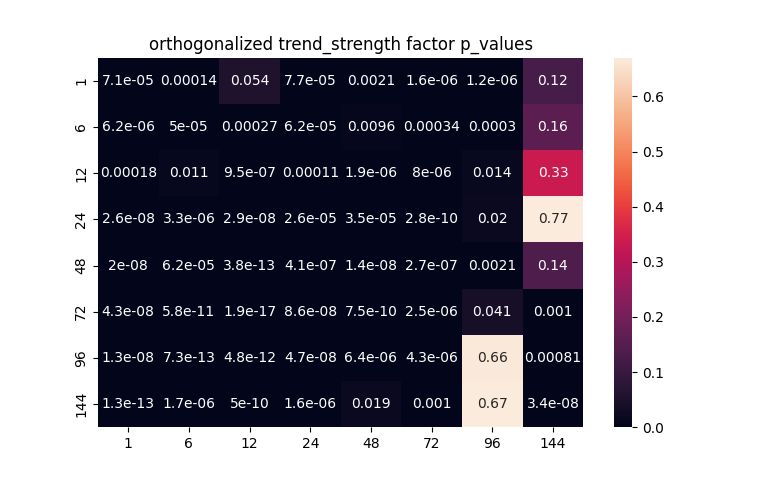 orthogonalized trend_strength factor p_values
1 7.1e-05 0.00014 0.054 7.7e-05 0.0021 1.6e-06 1.2e-06 0.12
6 6.2e-06 5e-05 0.00027 6.2e-05 0.0096 0.00034 0.0003 0.16
12 0.00018 0.011 9.5e-07 0.00011 1.9e-06 8e-06 0.014 0.33
24 2.6e-08 3.3e-06 2.9e-08 2.6e-05 3.5e-05 2.8e-10 0.02 0.77
48 2e-08 6.2e-05 3.8e-13 4.1e-07 1.4e-08 2.7e-07 0.0021 0.14
72 4.3e-08 5.8e-11 1.9e-17 8.6e-08 7.5e-10 2.5e-06 0.041 0.001
96 1.3e-08 7.3e-13 4.8e-12 4.7e-08 6.4e-06 4.3e-06 0.66 0.00081
144 1.3e-13 1.7e-06 5e-10 1.6e-06 0.019 0.001 0.67 3.4e-08
1 6 12 24 48 72 96 144
0.6
0.5
0.4
0.3
0.2
0.1
0.0